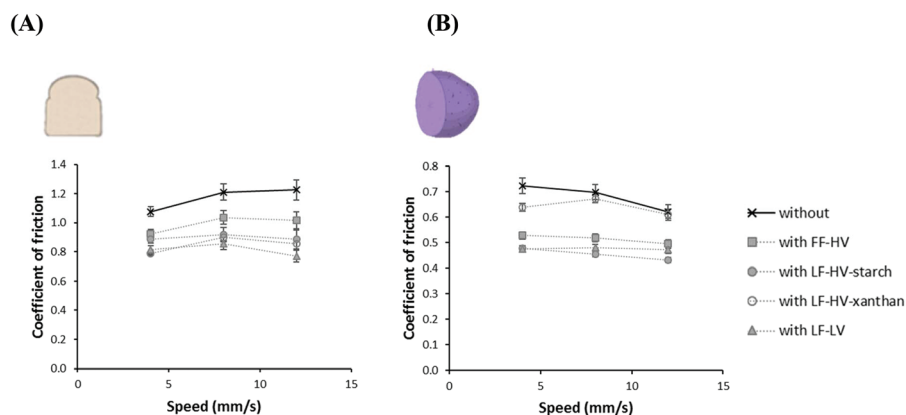 (A)
(B)
Coefficient of friction
1.4
1.2
1.0
0.8
0.6
0.4
0.2
0.0
0
5
10
15
Speed (mm/s)
Coefficient of friction
0.8
0.7
0.6
0.5
0.4
0.3
0.2
0.1
0.0
0
5
10
15
Speed (mm/s)
without
with FF-HV
with LF-HV-starch
with LF-HV-xanthan
with LF-LV